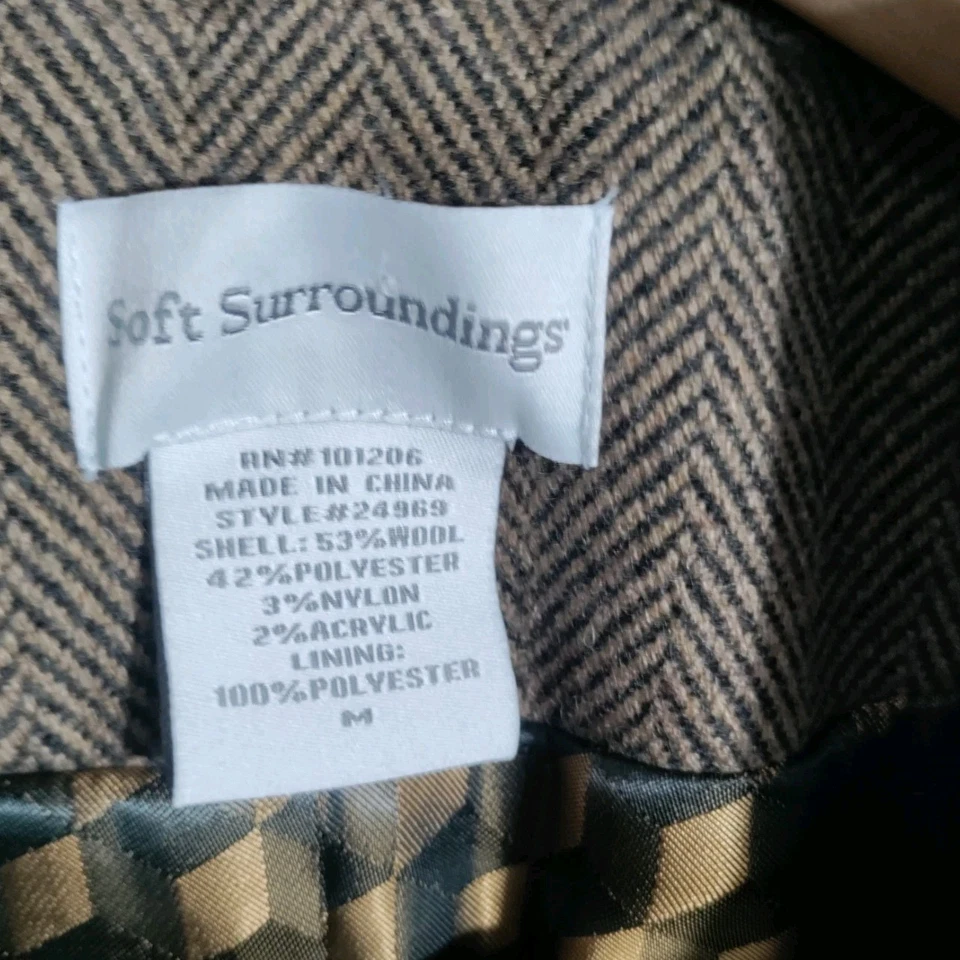 Soft Surroundings
RN#101206
MADE IN CHINA
STYLE#24969
SHELL: 53%WOOL
42%POLYESTER
3%NYLON
2%ACRYLIC
LINING:
100%POLYESTER
M